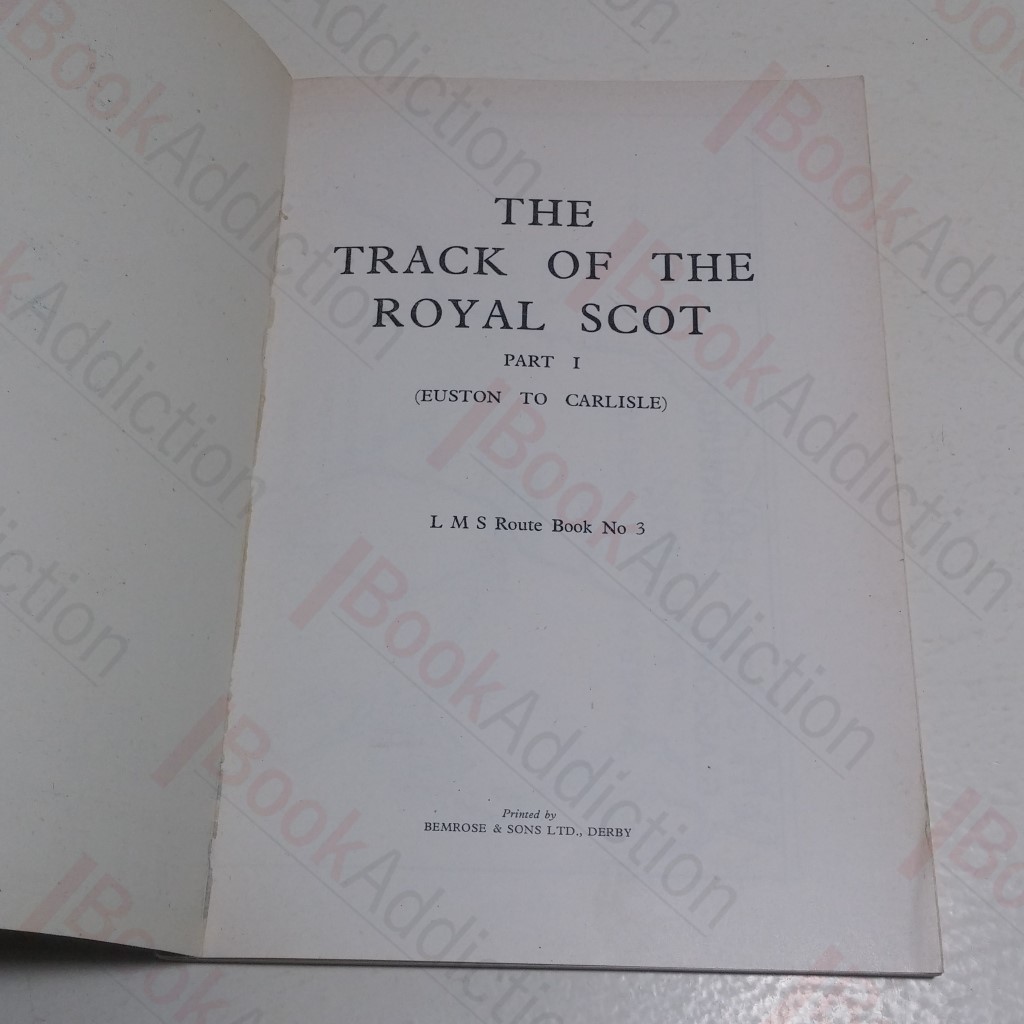 THE
TRACK OF THE
ROYAL SCOT
PART I
(EUSTON TO CARLISLE)
L M S Route Book No 3
Printed by
BEMROSE & SONS LTD., DERBY
BookAddiction